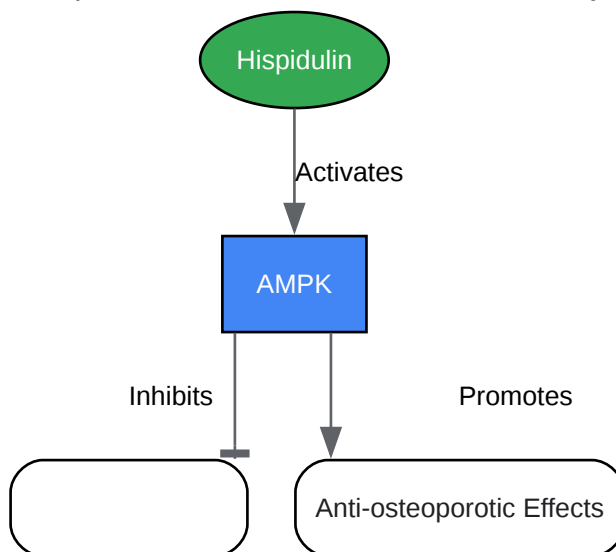 Hispidulin
Activates
AMPK
Inhibits
Promotes
Anti-osteoporotic Effects